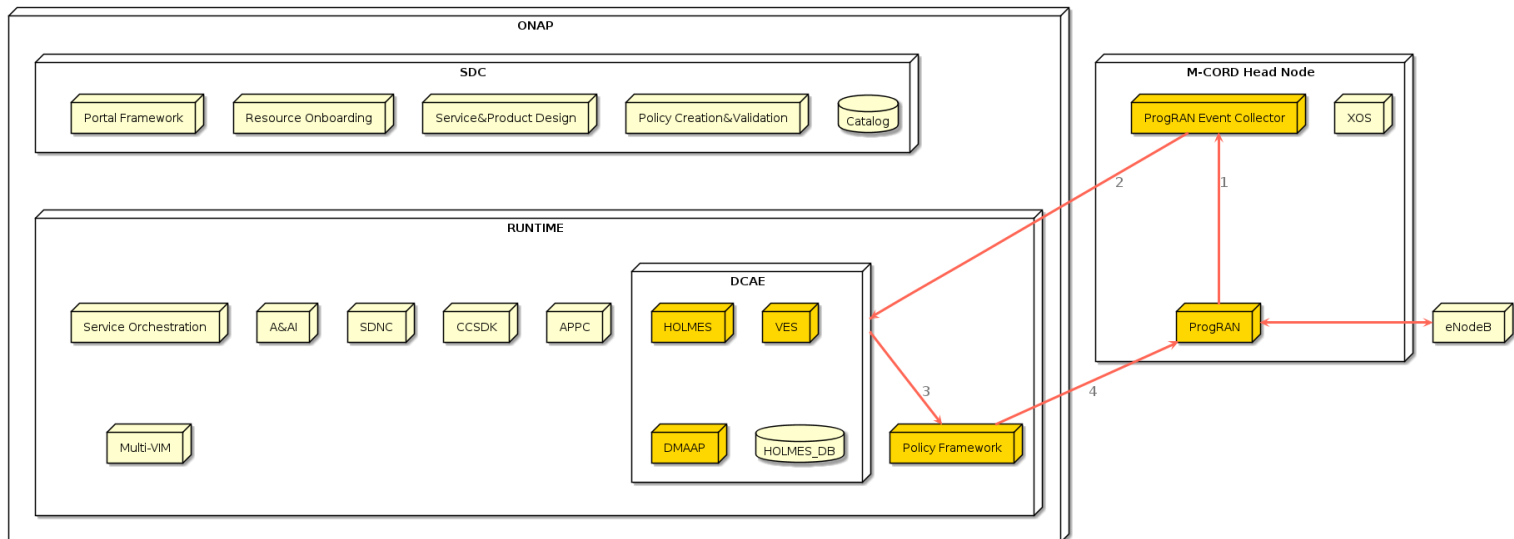 ONAP
SDC
M-CORD Head Node
Portal Framework
Resource Onboarding
Service&Product Design
Policy Creation&Validation
Catalog
ProgRAN Event Collector
XOS
2
1
RUNTIME
DCAE
Service Orchestration
A&AI
SDNC
CCSDK
APPC
HOLMES
VES
ProgRAN
eNodeB
3
4
Multi-VIM
DMAAP
HOLMES_DB
Policy Framework